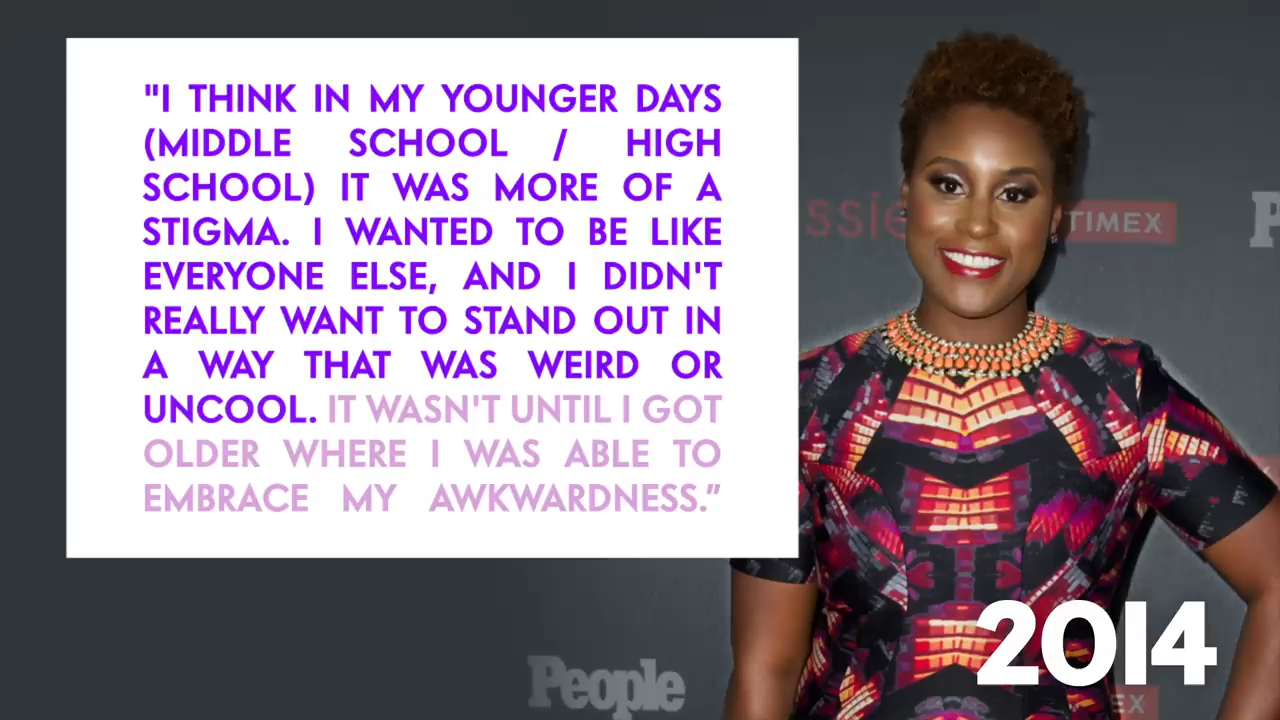 "I THINK IN MY YOUNGER DAYS
(MIDDLE SCHOOL / HIGH
SCHOOL) IT WAS MORE OF A
STIGMA. I WANTED TO BE LIKE
EVERYONE ELSE, AND I DIDN'T
REALLY WANT TO STAND OUT IN
A WAY THAT WAS WEIRD OR
UNCOOL. IT WASN'T UNTIL I GOT
OLDER WHERE I WAS ABLE TO
EMBRACE MY AWKWARDNESS.”
TIMEX
2014
People